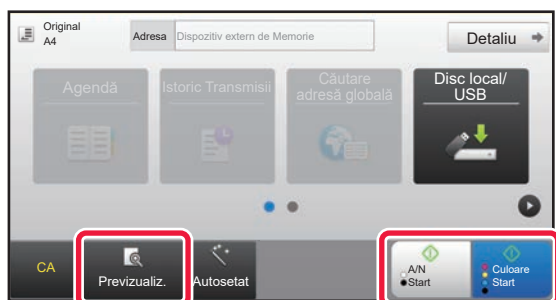 Original
A4
Adresa
Dispozitiv extern de Memorie
Detaliu
Agendă
Istoric Transmisii
Căutare
adresă globală
Disc local/
USB
CA
Previzualiz.
Autosetat
A/N
Start
Culoare
Start